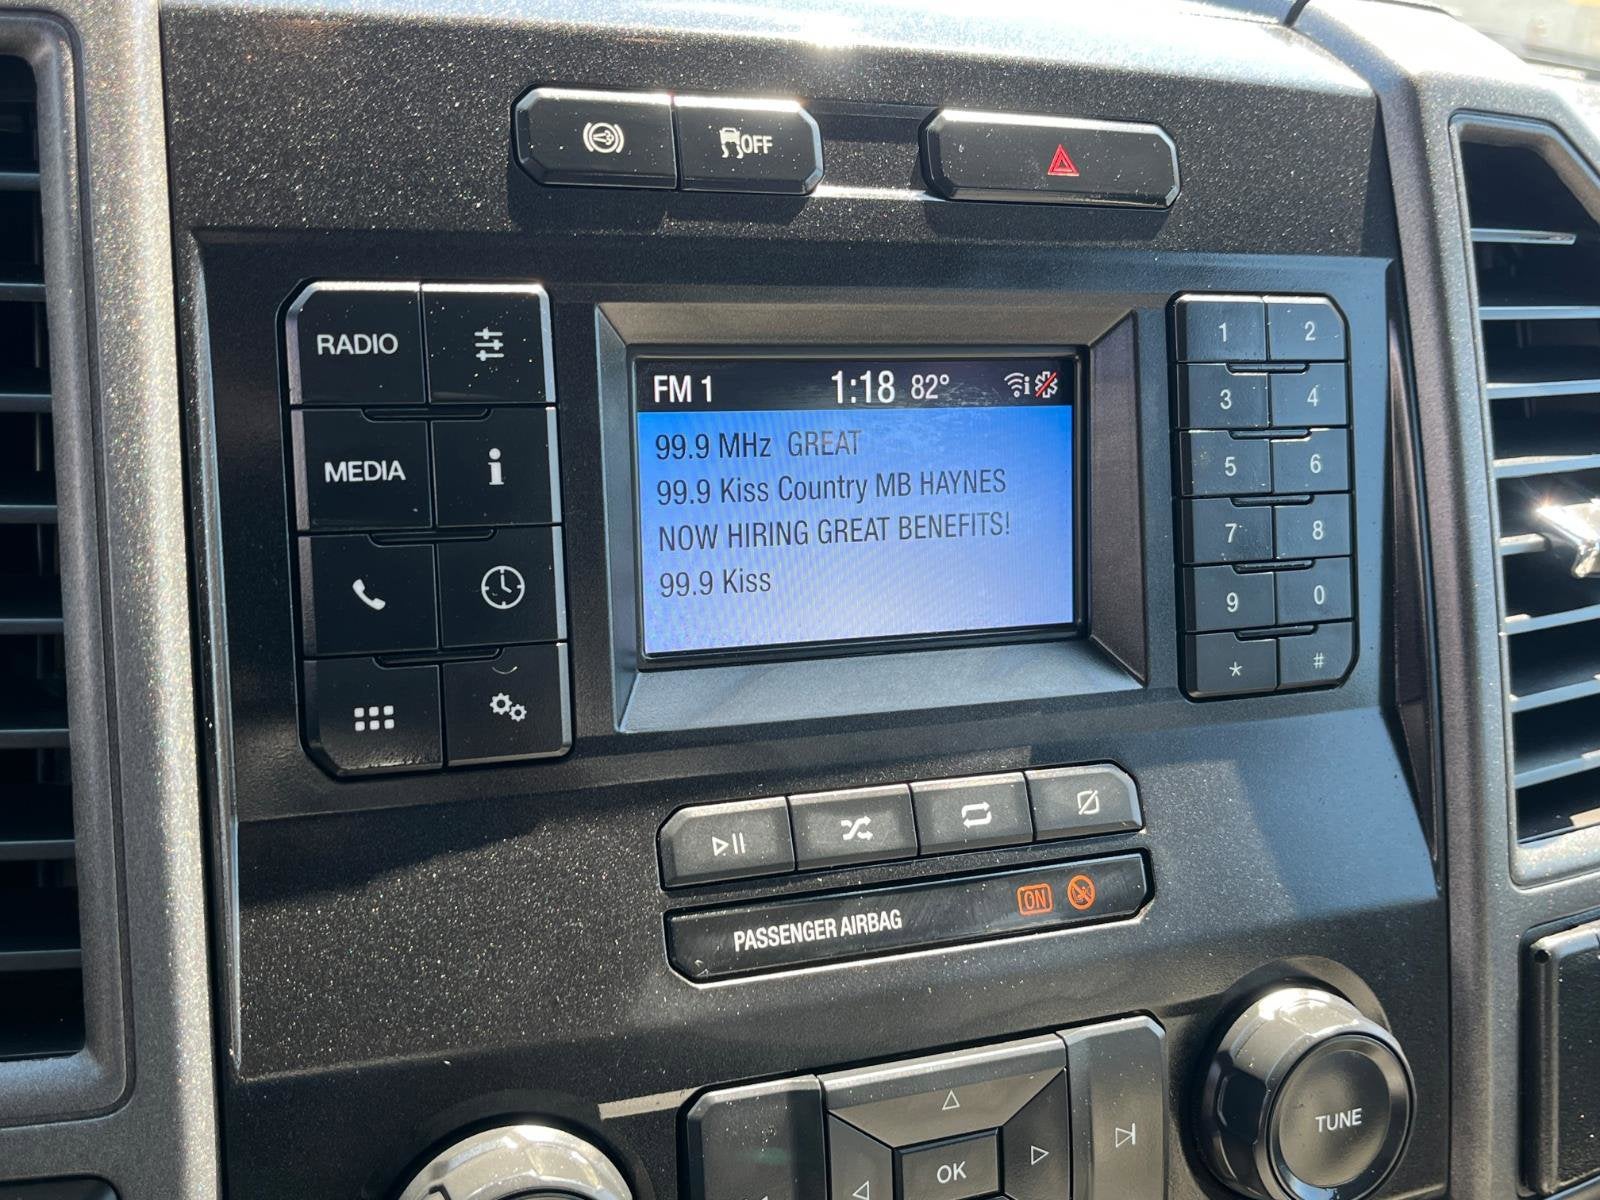 OFF
RADIO
MEDIA
i
FM 1 1:18 82° i
99.9 MHz GREAT
99.9 Kiss Country MB HAYNES
NOW HIRING GREAT BENEFITS!
99.9 Kiss
1 2
3 4
5 6
7 8
9 0
* #
PASSENGER AIRBAG ON
OK
TUNE